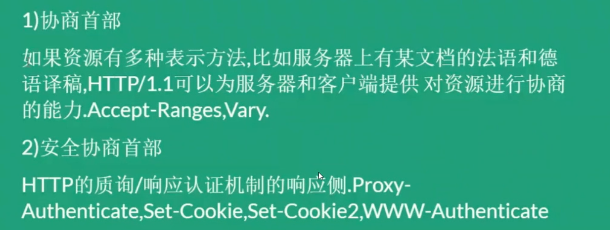 1)协商首部
如果资源有多种表示方法,比如服务器上有某文档的法语和德
语译稿,HTTP/1.1可以为服务器和客户端提供 对资源进行协商
的能力.Accept-Ranges,Vary.
2)安全协商首部
HTTP的质询/响应认证机制的响应侧.Proxy-
Authenticate,Set-Cookie,Set-Cookie2,WWW-Authenticate